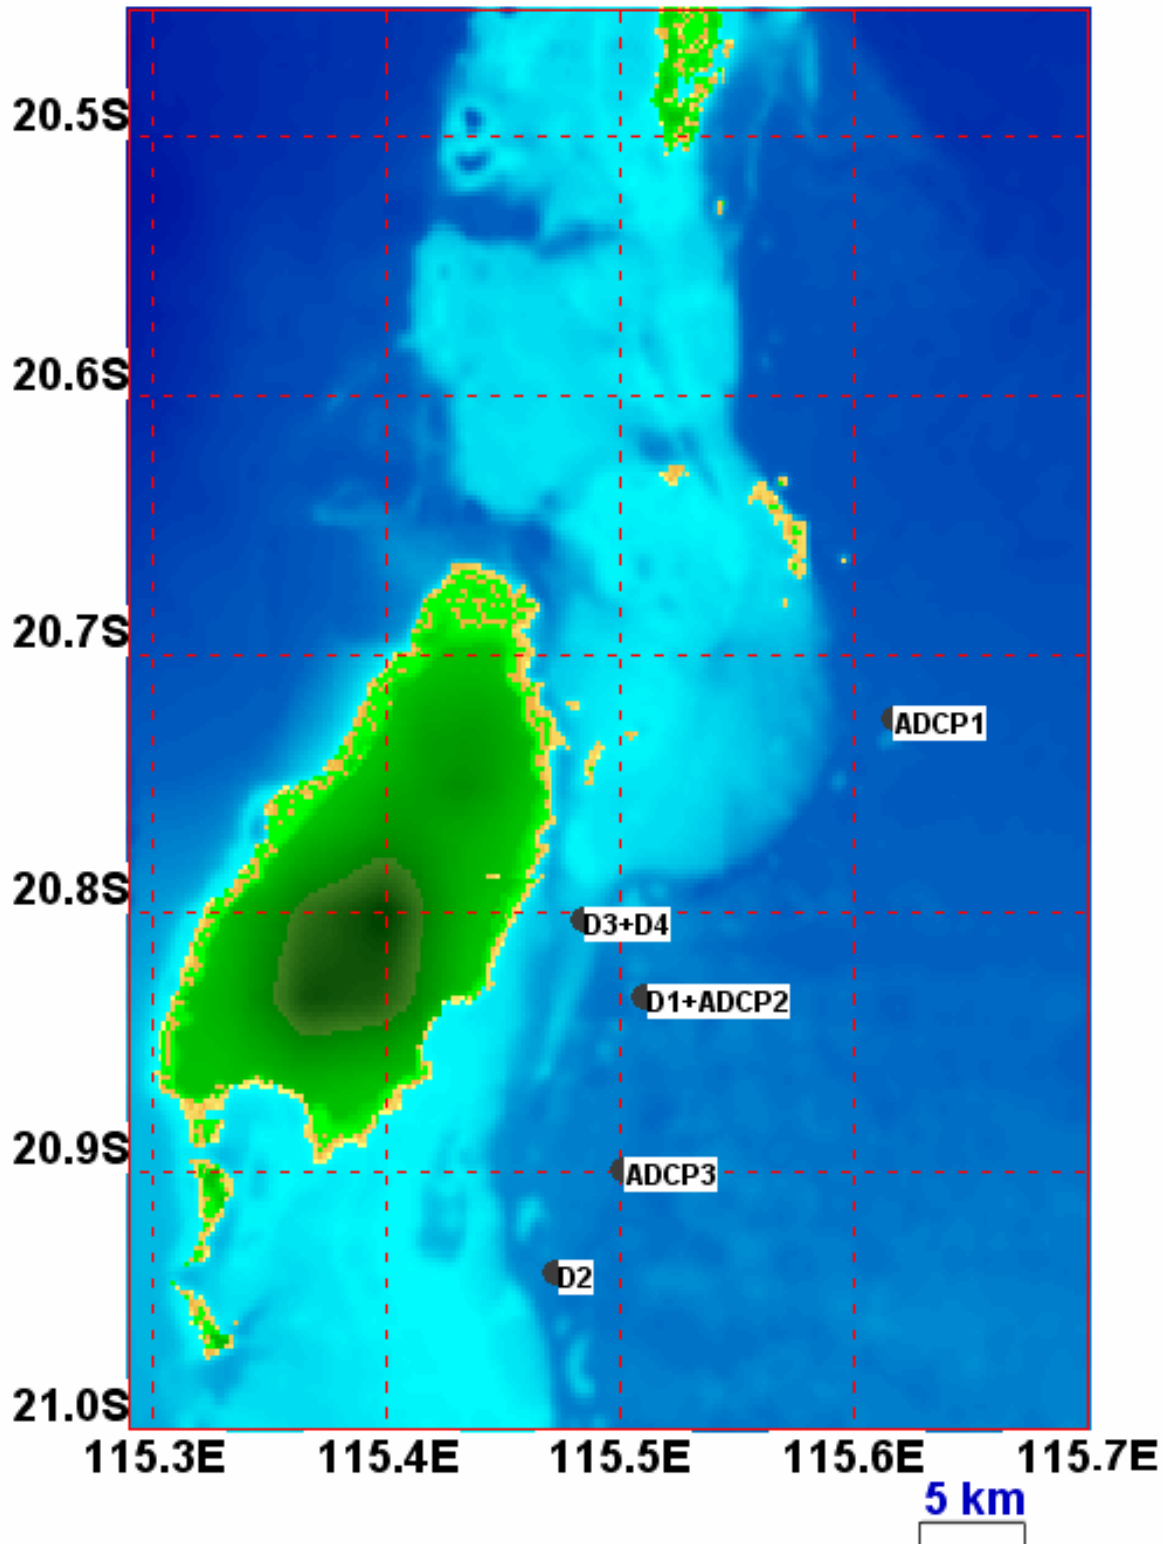 20.5S
20.6S
20.7S
ADCP1
20.8S
D3+D4
D1+ADCP2
20.9S
ADCP3
D2
21.0S
115.3E 115.4E 115.5E 115.6E 115.7E
5 km